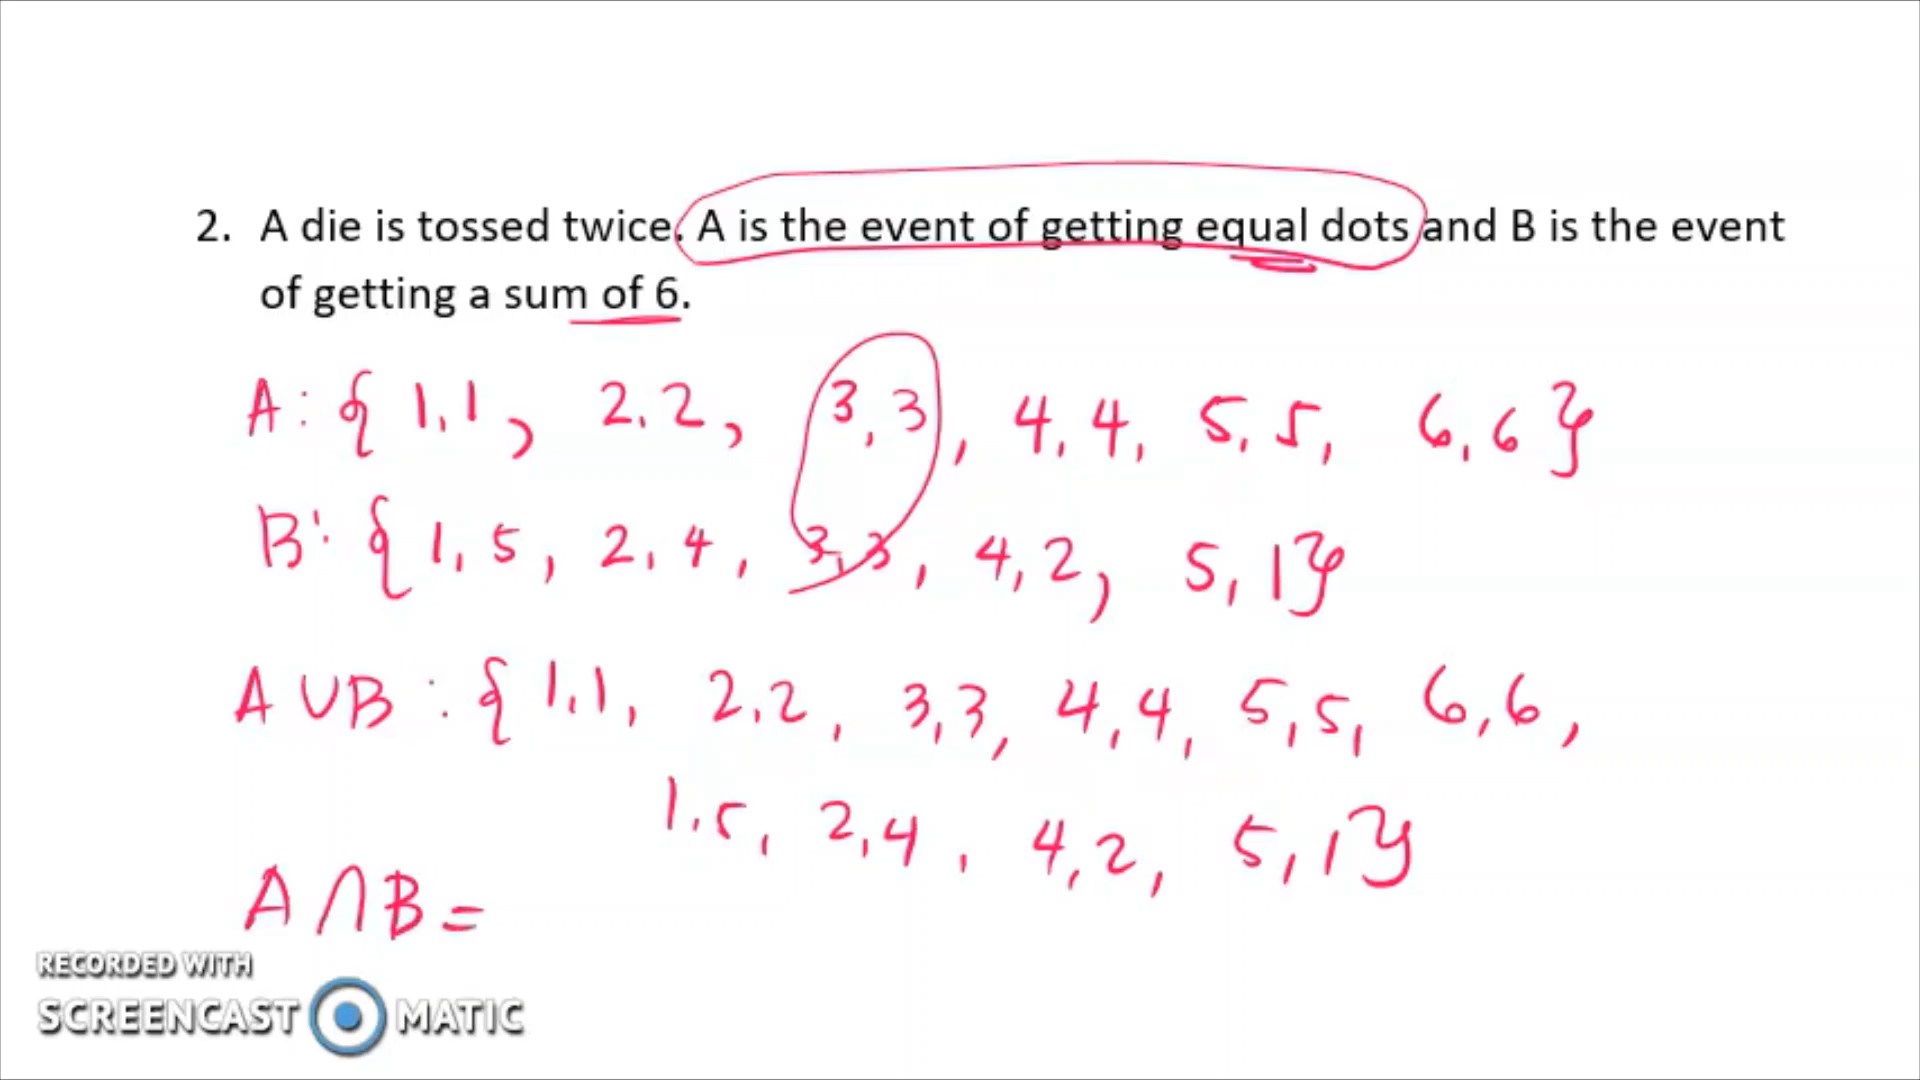 2. A die is tossed twice. A is the event of getting equal dots and B is the event
of getting a sum of 6.
A: { 1,1, 2,2, 3,3, 4,4, 5,5, 6,6 }
B: { 1,5, 2,4, 3,3, 4,2, 5,1 }
A ∪ B : { 1,1, 2,2, 3,3, 4,4, 5,5, 6,6,
1,5, 2,4, 4,2, 5,1 }
A ∩ B =
RECORDED WITH
SCREENCAST MATIC